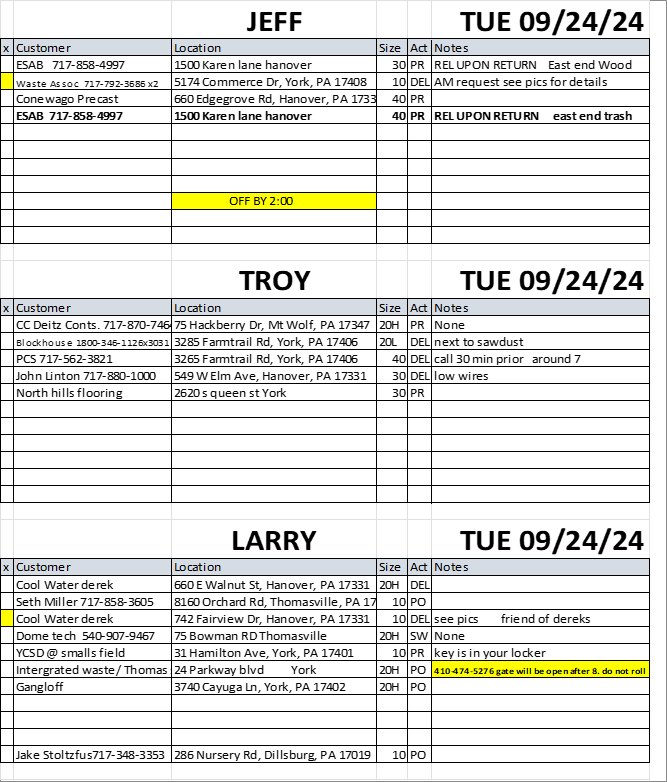 JEFF TUE 09/24/24
x Customer Location Size Act Notes
ESAB 717-858-4997 1500 Karen lane hanover 30 PR REL UPON RETURN East end Wood
Waste Assoc 717-792-3686 x2 5174 Commerce Dr, York, PA 17408 10 DEL AM request see pics for details
Conewago Precast 660 Edgegrove Rd, Hanover, PA 1733 40 PR
ESAB 717-858-4997 1500 Karen lane hanover 40 PR REL UPON RETURN east end trash
OFF BY 2:00
TROY TUE 09/24/24
x Customer Location Size Act Notes
CC Deitz Conts. 717-870-746 75 Hackberry Dr, Mt Wolf, PA 17347 20H PR None
Blockhouse 1800-346-1126x3031 3285 Farmtrail Rd, York, PA 17406 20L DEL next to sawdust
PCS 717-562-3821 3265 Farmtrail Rd, York, PA 17406 40 DEL call 30 min prior around 7
John Linton 717-880-1000 549 W Elm Ave, Hanover, PA 17331 30 DEL low wires
North hills flooring 2620 s queen st York 30 PR
LARRY TUE 09/24/24
x Customer Location Size Act Notes
Cool Water derek 660 E Walnut St, Hanover, PA 17331 20H DEL
Seth Miller 717-858-3605 8160 Orchard Rd, Thomasville, PA 17 10 PO
Cool Water derek 742 Fairview Dr, Hanover, PA 17331 10 DEL see pics friend of dereks
Dome tech 540-907-9467 75 Bowman RD Thomasville 20H SW None
YCSD @ smalls field 31 Hamilton Ave, York, PA 17401 10 PR key is in your locker
Intergrated waste/ Thomas 24 Parkway blvd York 20H PO 410-474-5276 gate will be open after 8. do not roll
Gangloff 3740 Cayuga Ln, York, PA 17402 20H PO
Jake Stoltzfus717-348-3353 286 Nursery Rd, Dillsburg, PA 17019 10 PO